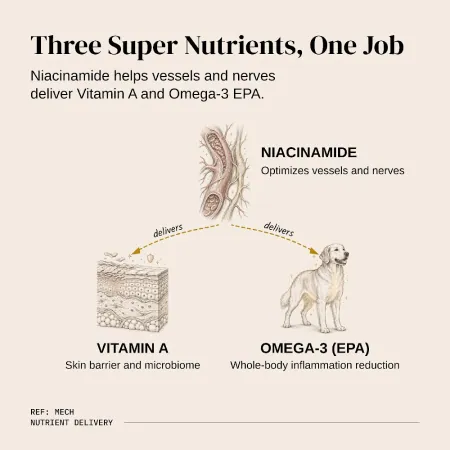 Three Super Nutrients, One Job
Niacinamide helps vessels and nerves
deliver Vitamin A and Omega-3 EPA.
NIACINAMIDE
Optimizes vessels and nerves
delivers
delivers
VITAMIN A
Skin barrier and microbiome
OMEGA-3 (EPA)
Whole-body inflammation reduction
REF: MECH
NUTRIENT DELIVERY